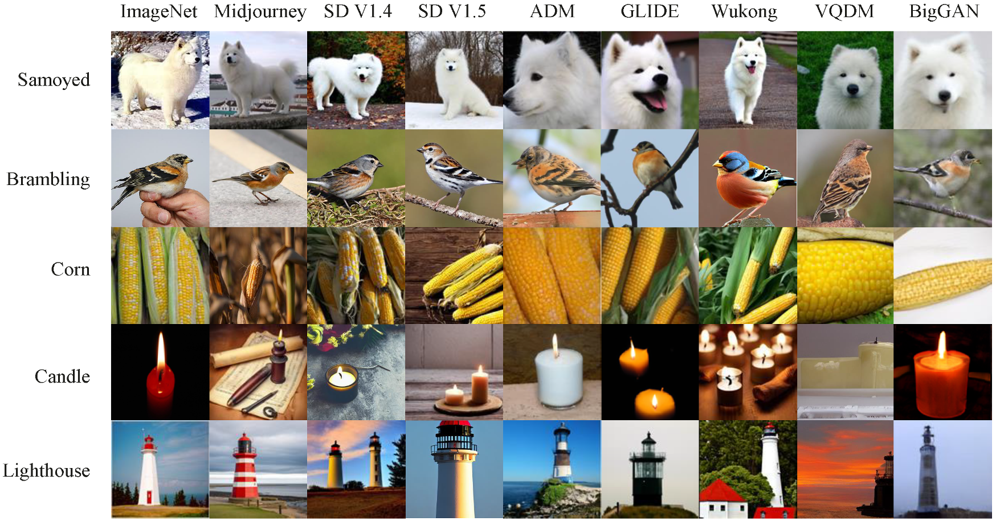 ImageNet Midjourney SD V1.4 SD V1.5 ADM GLIDE Wukong VQDM BigGAN
Samoyed
Brambling
Corn
Candle
Lighthouse